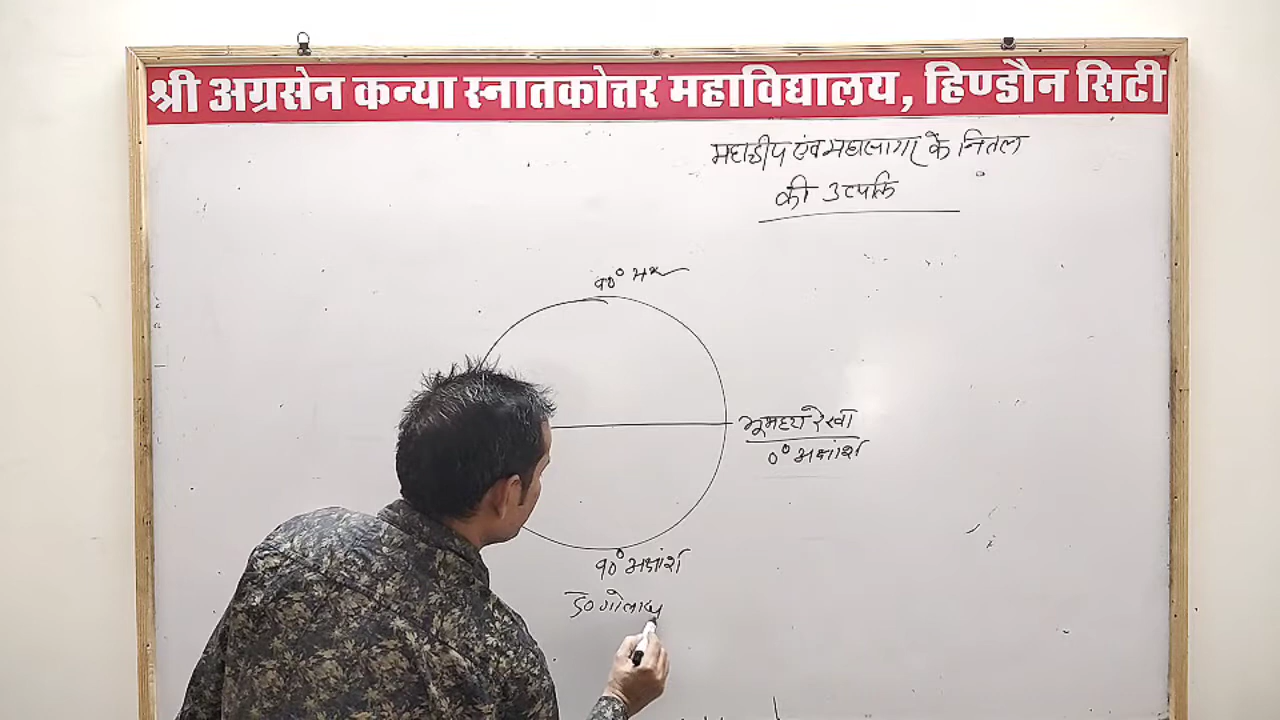 श्री अग्रसेन कन्या स्नातकोत्तर महाविद्यालय, हिण्डौन सिटी
महाद्वीप एंव महासागर के नितल
की उत्पत्ति
90°
भूमध्य रेखा
0° अक्षांश
90° अक्षांश
द० गोलार्ध